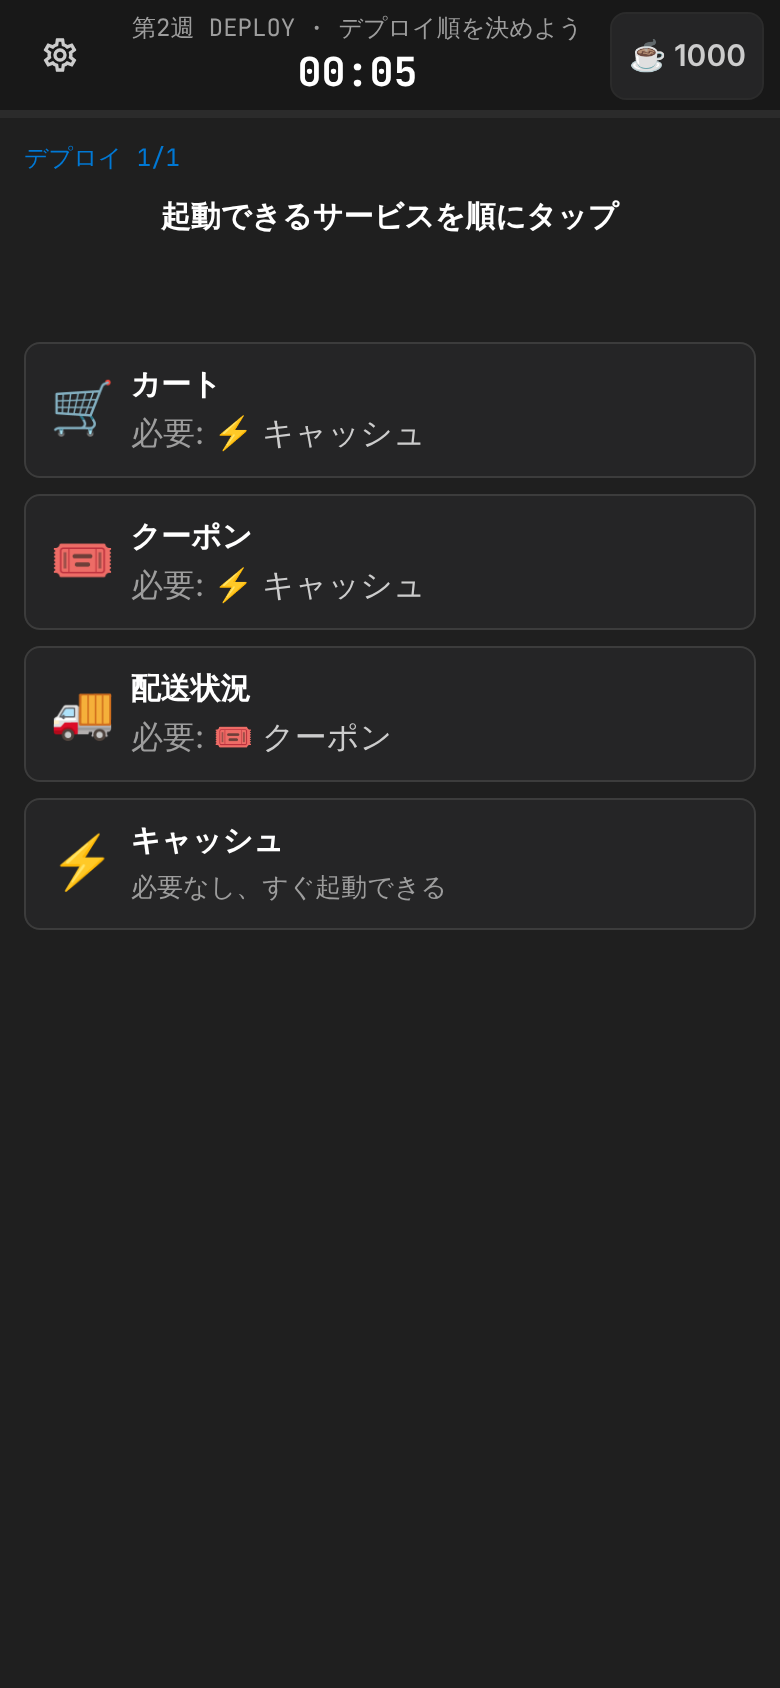 第2週 DEPLOY ・ デプロイ順を決めよう
00:05
☕ 1000
デプロイ 1/1
起動できるサービスを順にタップ
カート
必要: ⚡ キャッシュ
クーポン
必要: ⚡ キャッシュ
配送状況
必要: 🎟️ クーポン
キャッシュ
必要なし、すぐ起動できる